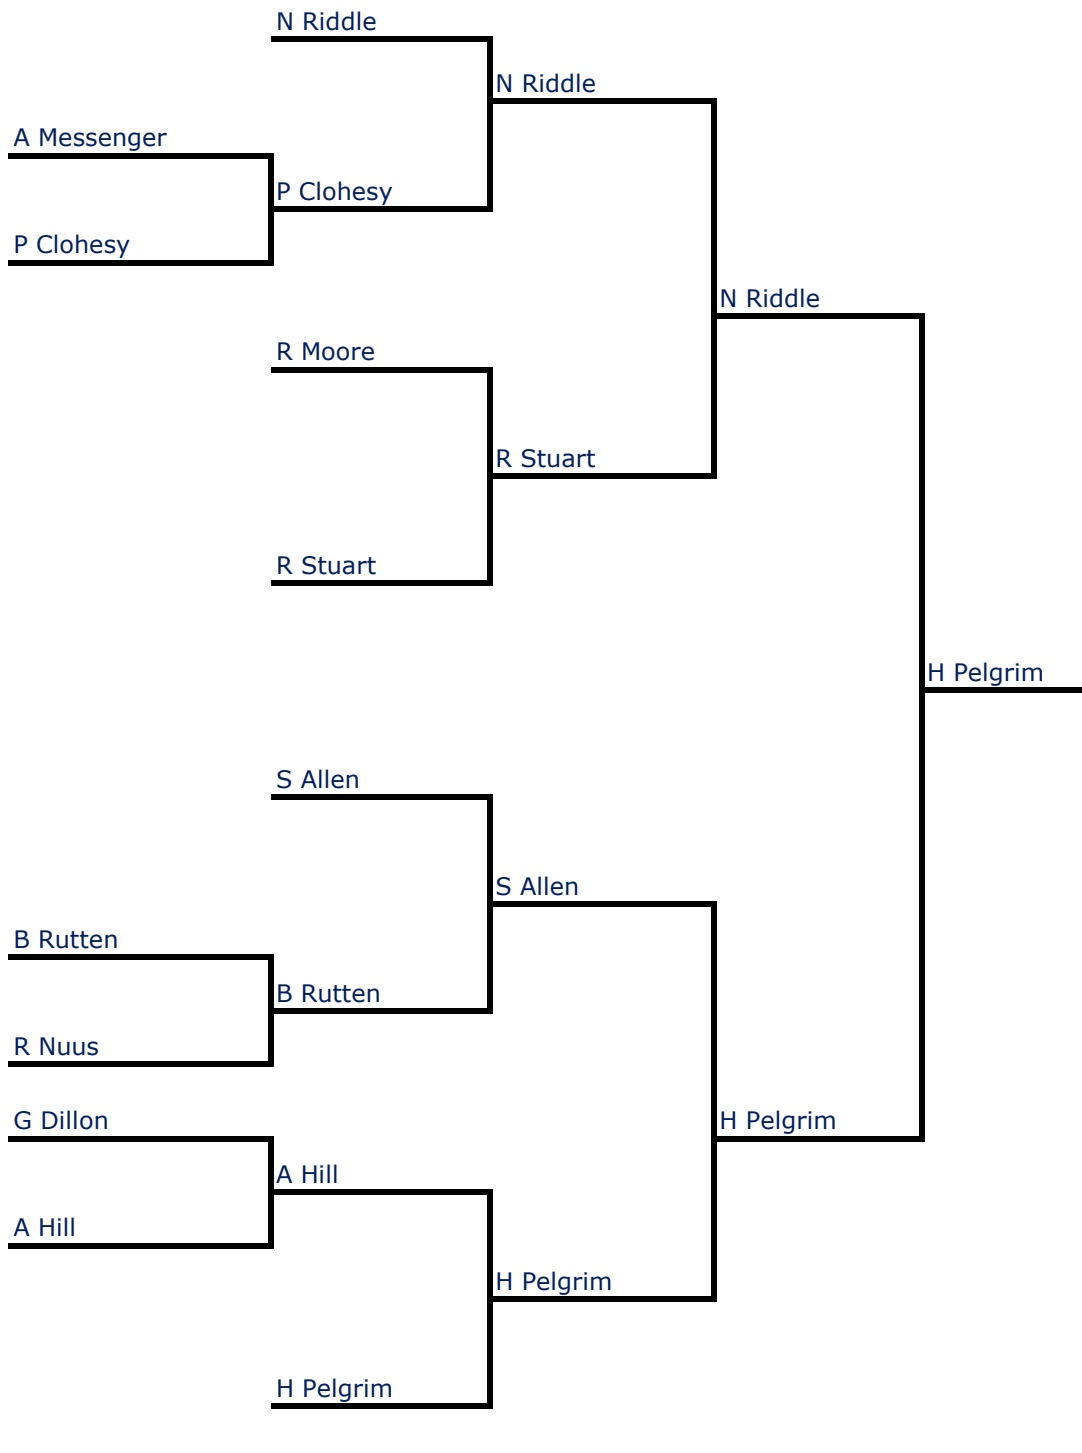 N Riddle
N Riddle
A Messenger
P Clohesy
P Clohesy
N Riddle
R Moore
R Stuart
R Stuart
H Pelgrim
S Allen
S Allen
B Rutten
B Rutten
R Nuus
G Dillon
H Pelgrim
A Hill
A Hill
H Pelgrim
H Pelgrim